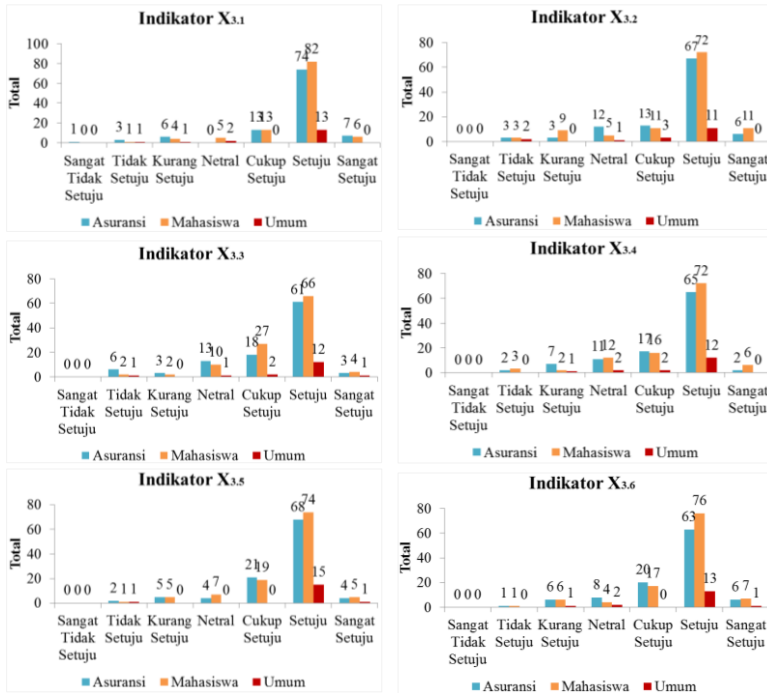 Indikator X3.1
Total
100
80
60
40
20
0
1 0 0
3 1 1
6 4 1
0 5 2
13 13 0
74 82 13
7 6 0
Sangat Tidak Setuju
Tidak Setuju
Kurang Setuju
Netral
Cukup Setuju
Setuju
Sangat Setuju
Asuransi Mahasiswa Umum
Indikator X3.2
Total
80
60
40
20
0
0 0 0
3 3 2
3 9 0
12 5 1
13 11 3
67 72 11
6 11 0
Sangat Tidak Setuju
Tidak Setuju
Kurang Setuju
Netral
Cukup Setuju
Setuju
Sangat Setuju
Asuransi Mahasiswa Umum
Indikator X3.3
Total
80
60
40
20
0
0 0 0
6 2 1
3 2 0
13 10 1
18 27 2
61 66 12
3 4 1
Sangat Tidak Setuju
Tidak Setuju
Kurang Setuju
Netral
Cukup Setuju
Setuju
Sangat Setuju
Asuransi Mahasiswa Umum
Indikator X3.4
Total
80
60
40
20
0
0 0 0
2 3 0
7 2 1
11 12 2
17 16 2
65 72 12
2 6 0
Sangat Tidak Setuju
Tidak Setuju
Kurang Setuju
Netral
Cukup Setuju
Setuju
Sangat Setuju
Asuransi Mahasiswa Umum
Indikator X3.5
Total
80
60
40
20
0
0 0 0
2 1 1
5 5 0
4 7 0
21 19 0
68 74 15
4 5 1
Sangat Tidak Setuju
Tidak Setuju
Kurang Setuju
Netral
Cukup Setuju
Setuju
Sangat Setuju
Asuransi Mahasiswa Umum
Indikator X3.6
Total
80
60
40
20
0
0 0 0
1 1 0
6 6 1
8 4 2
20 17 0
63 76 13
6 7 1
Sangat Tidak Setuju
Tidak Setuju
Kurang Setuju
Netral
Cukup Setuju
Setuju
Sangat Setuju
Asuransi Mahasiswa Umum